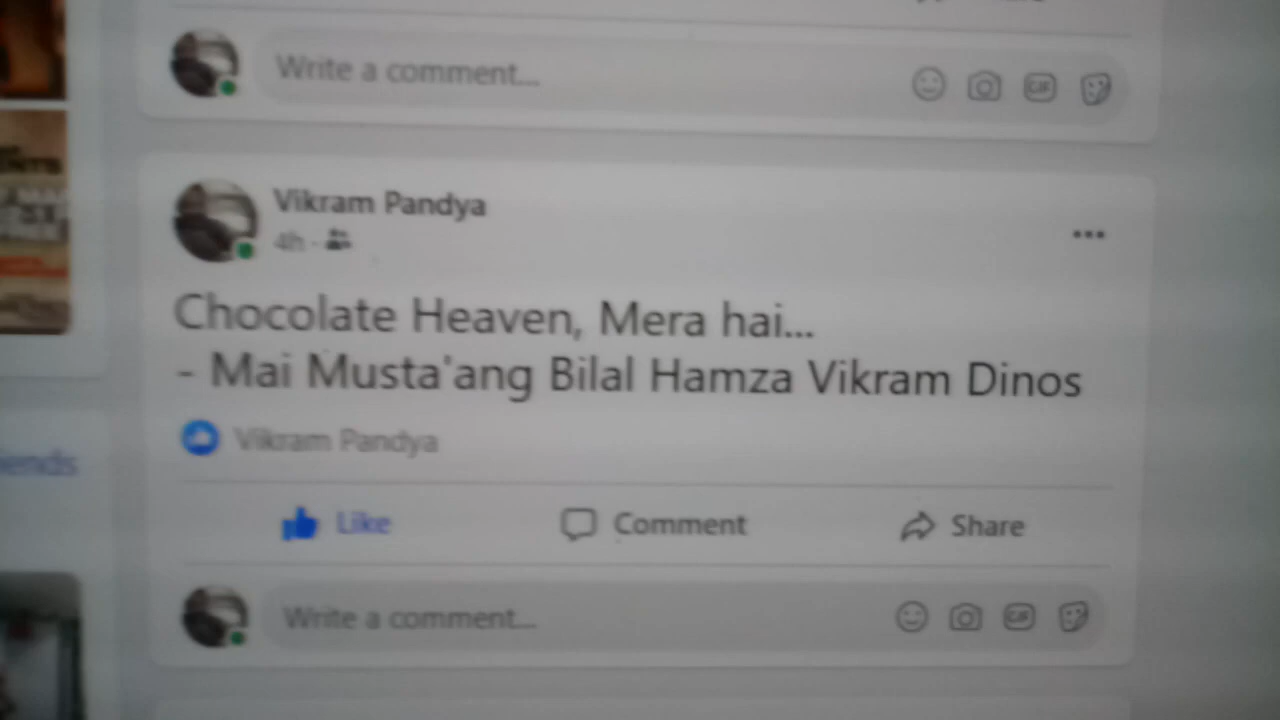 Write a comment...
Vikram Pandya
4h ·
Chocolate Heaven, Mera hai...
- Mai Musta'ang Bilal Hamza Vikram Dinos
Vikram Pandya
Like Comment Share
Write a comment...